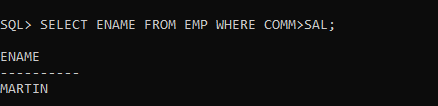 SQL> SELECT ENAME FROM EMP WHERE COMM>SAL;
ENAME
----------
MARTIN